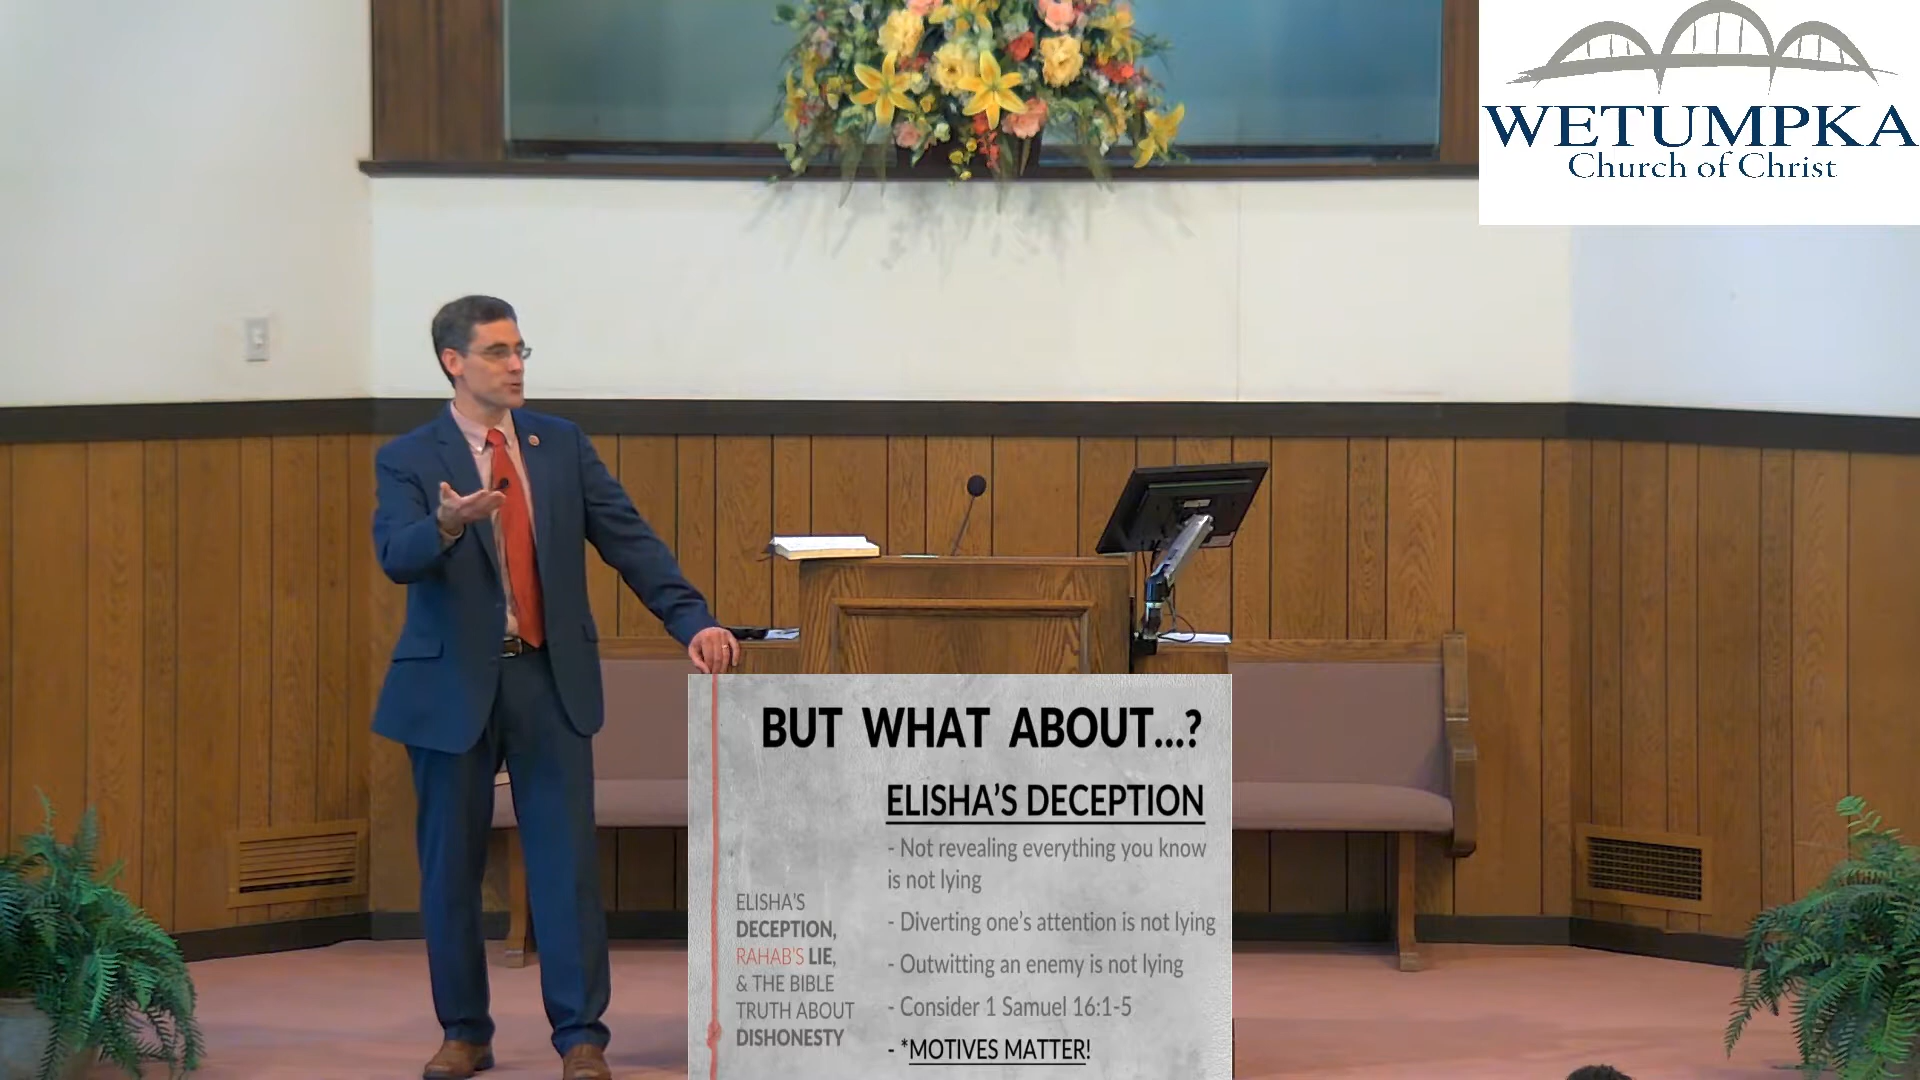 WETUMPKA
Church of Christ
BUT WHAT ABOUT...?
ELISHA'S DECEPTION
- Not revealing everything you know
is not lying
- Diverting one's attention is not lying
- Outwitting an enemy is not lying
- Consider 1 Samuel 16:1-5
- *MOTIVES MATTER!
ELISHA'S
DECEPTION,
RAHAB'S LIE,
& THE BIBLE
TRUTH ABOUT
DISHONESTY